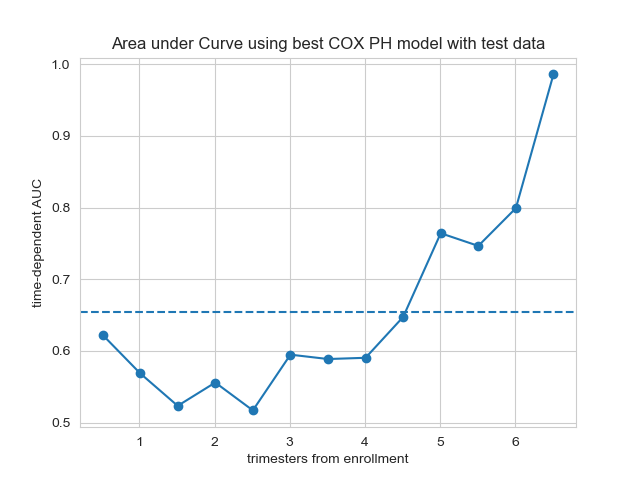 Area under Curve using best COX PH model with test data
time-dependent AUC
1.0
0.9
0.8
0.7
0.6
0.5
1 2 3 4 5 6
trimesters from enrollment